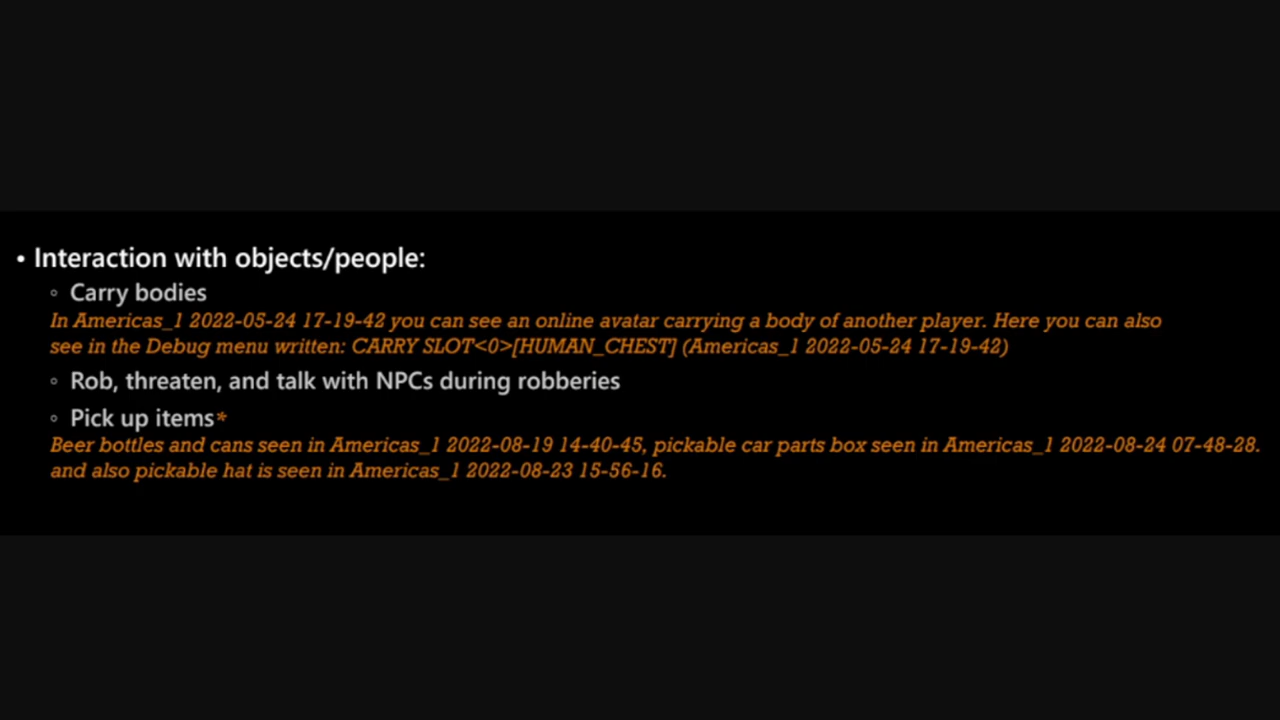 • Interaction with objects/people:
◦ Carry bodies
In Americas_1 2022-05-24 17-19-42 you can see an online avatar carrying a body of another player. Here you can also
see in the Debug menu written: CARRY SLOT<0>[HUMAN_CHEST] (Americas_1 2022-05-24 17-19-42)
◦ Rob, threaten, and talk with NPCs during robberies
◦ Pick up items*
Beer bottles and cans seen in Americas_1 2022-08-19 14-40-45, pickable car parts box seen in Americas_1 2022-08-24 07-48-28.
and also pickable hat is seen in Americas_1 2022-08-23 15-56-16.